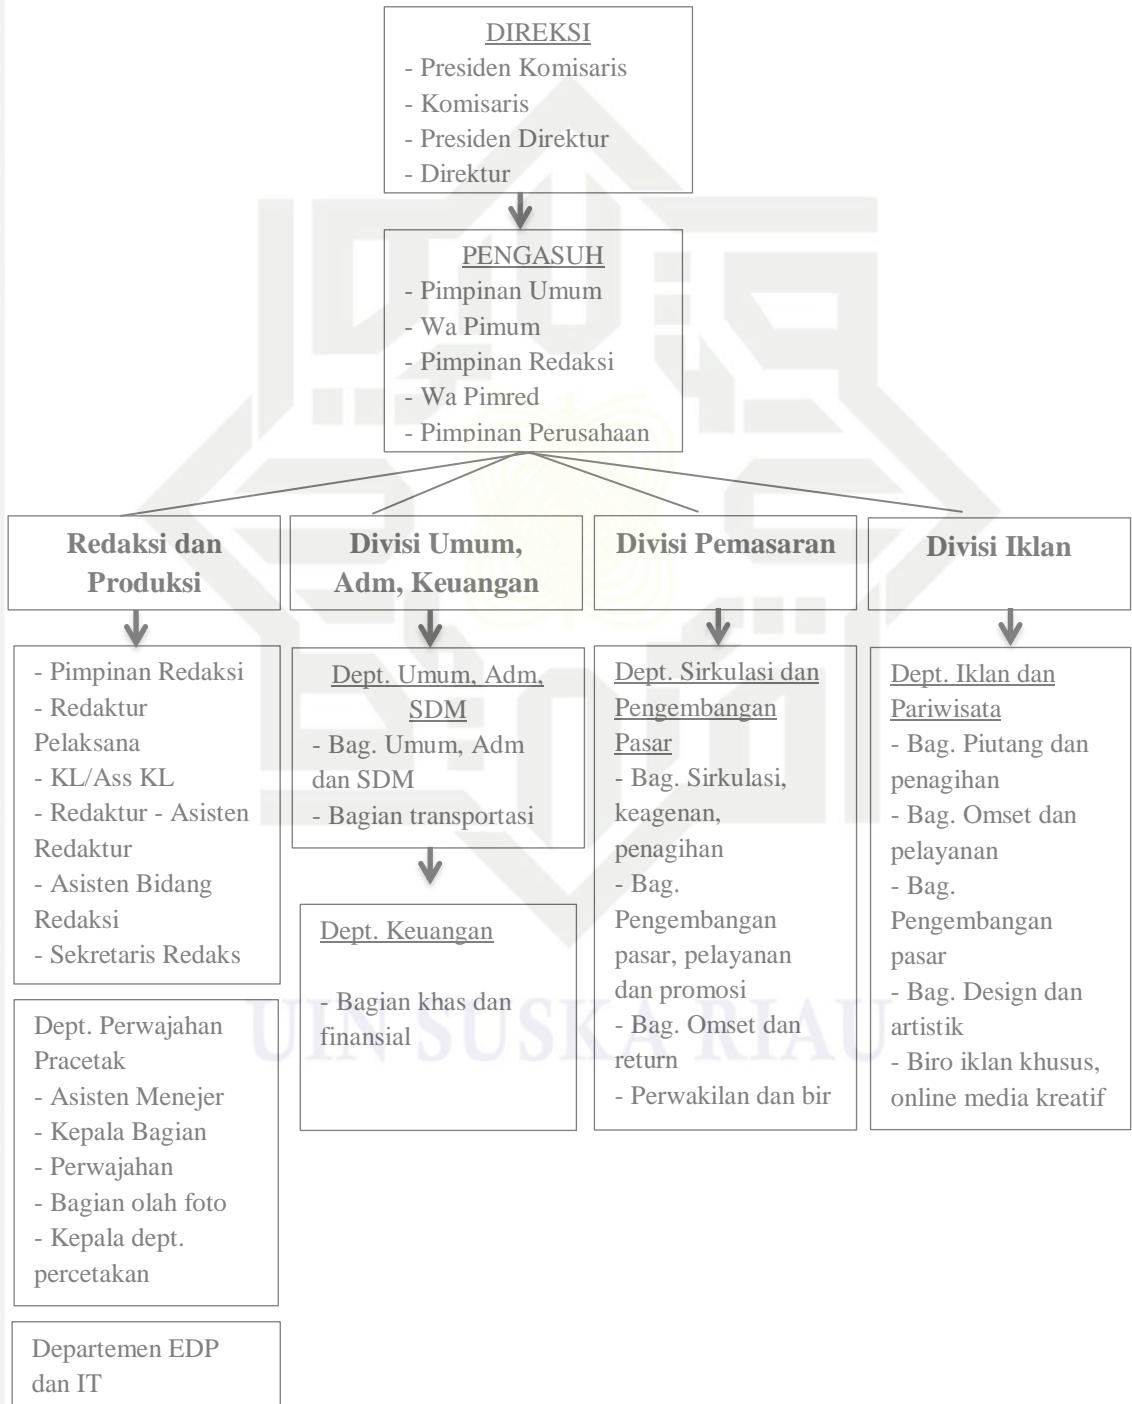 DIREKSI
- Presiden Komisaris
- Komisaris
- Presiden Direktur
- Direktur
PENGASUH
- Pimpinan Umum
- Wa Pimum
- Pimpinan Redaksi
- Wa Pimred
- Pimpinan Perusahaan
Redaksi dan
Produksi
Divisi Umum,
Adm, Keuangan
Divisi Pemasaran
Divisi Iklan
- Pimpinan Redaksi
- Redaktur
Pelaksana
- KL/Ass KL
- Redaktur - Asisten
Redaktur
- Asisten Bidang
Redaksi
- Sekretaris Redaks
Dept. Perwajahan
Pracetak
- Asisten Menejer
- Kepala Bagian
- Perwajahan
- Bagian olah foto
- Kepala dept.
percetakan
Departemen EDP
dan IT
Dept. Umum, Adm,
SDM
- Bag. Umum, Adm
dan SDM
- Bagian transportasi
Dept. Keuangan
- Bagian khas dan
finansial
Dept. Sirkulasi dan
Pengembangan
Pasar
- Bag. Sirkulasi,
keagenan,
penagihan
- Bag.
Pengembangan
pasar, pelayanan
dan promosi
- Bag. Omset dan
return
- Perwakilan dan bir
Dept. Iklan dan
Pariwisata
- Bag. Piutang dan
penagihan
- Bag. Omset dan
pelayanan
- Bag.
Pengembangan
pasar
- Bag. Design dan
artistik
- Biro iklan khusus,
online media kreatif
UIN SUSKA RIAU